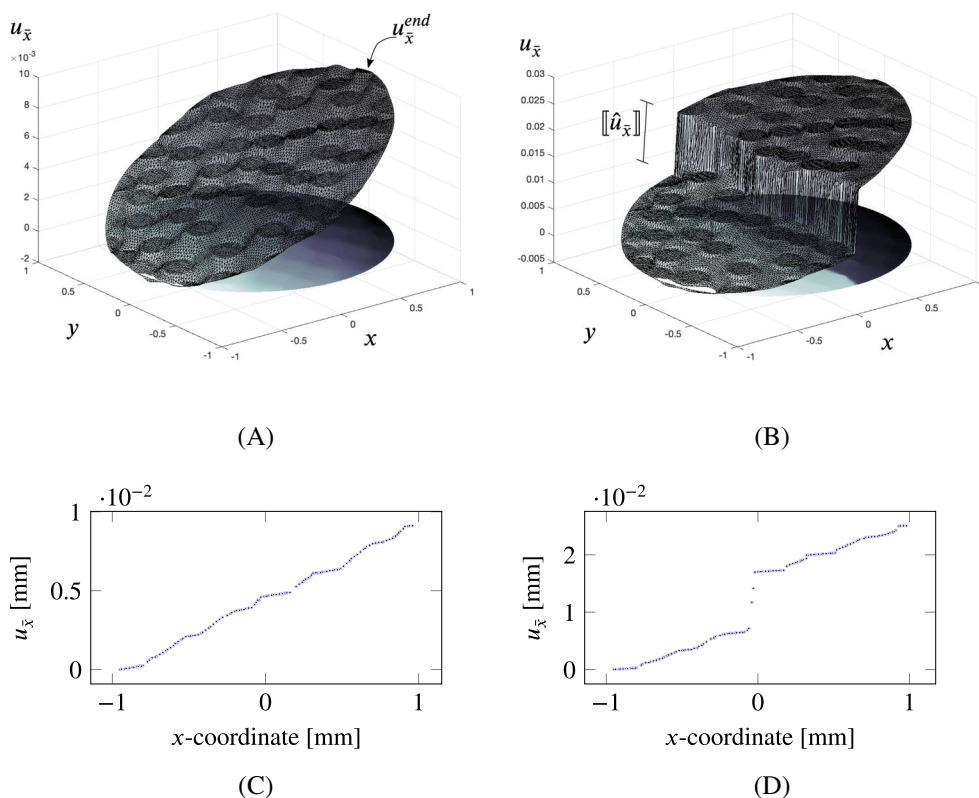 u_x̄
×10⁻³
10
8
6
4
2
0
-2
1
0.5
0
-0.5
-1
y
-1
-0.5
0
0.5
1
x
u_x̄^end
(A)
u_x̄
0.03
0.025
0.02
0.015
0.01
0.005
0
-0.005
1
0.5
0
-0.5
-1
y
-1
-0.5
0
0.5
1
x
⟦û_x̄⟧
(B)
·10⁻²
1
0.5
0
u_x̄ [mm]
−1 0 1
x-coordinate [mm]
(C)
·10⁻²
2
1
0
u_x̄ [mm]
−1 0 1
x-coordinate [mm]
(D)